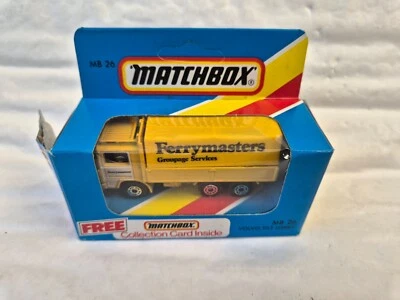 MB 26
MATCHBOX
®
Ferrymasters
Groupage Services
FREE
MATCHBOX
Collection Card Inside
MB 26